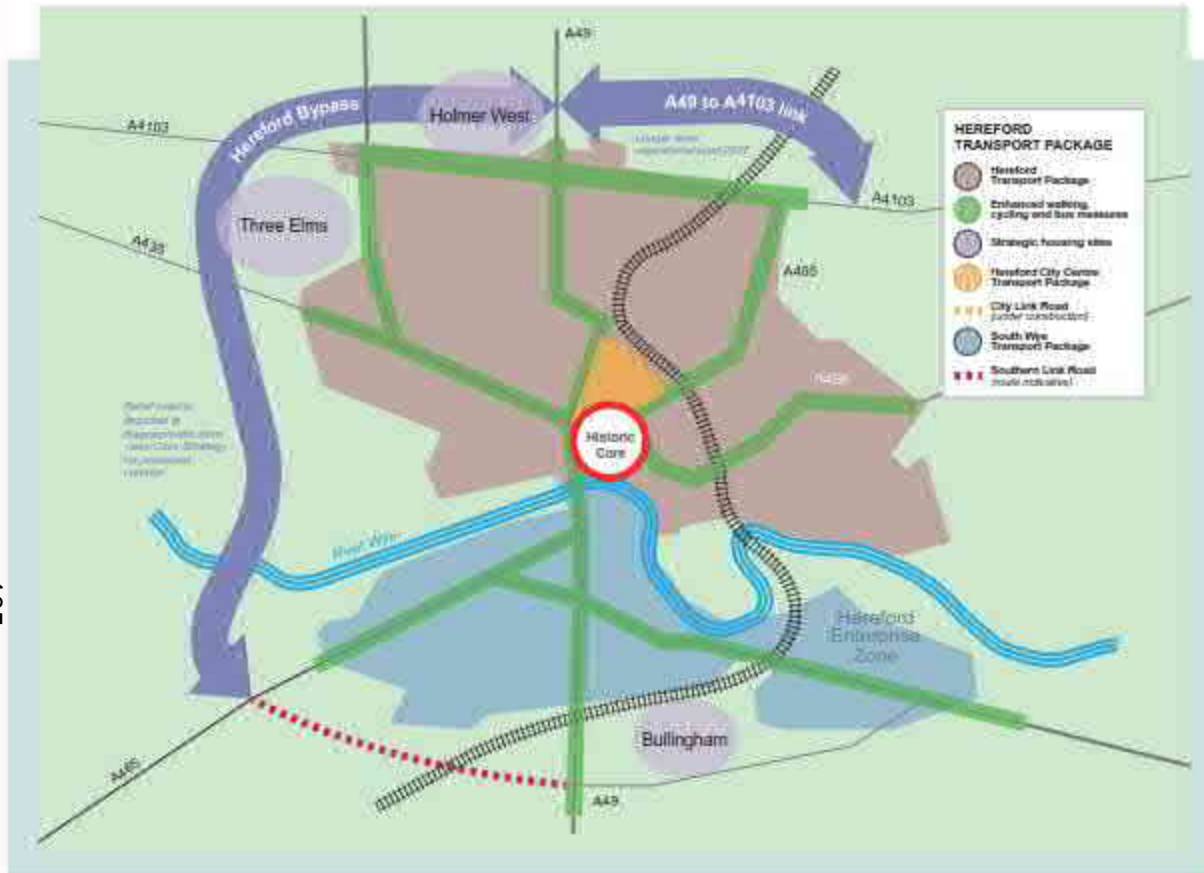 A49
Hereford Bypass
Holmer West
A49 to A4103 link
A4103
A4103
Three Elms
A438
A465
Historic
Core
River Wye
Hereford
Enterprise
Zone
Bullingham
A465
A49
HEREFORD
TRANSPORT PACKAGE
Hereford
Transport Package
Enhanced walking,
cycling and bus measures
Strategic housing sites
Hereford City Centre
Transport Package
City Link Road
(under construction)
South Wye
Transport Package
Southern Link Road
(route indicative)